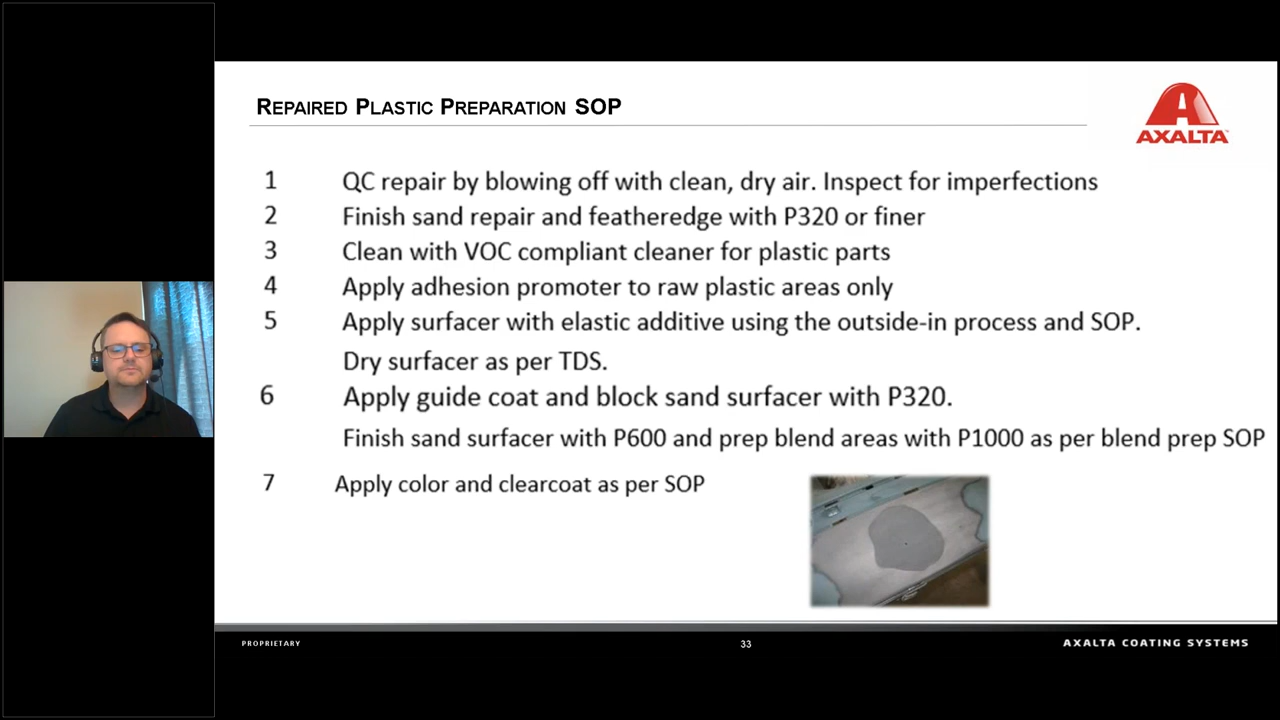 REPAIRED PLASTIC PREPARATION SOP
AXALTA
1 QC repair by blowing off with clean, dry air. Inspect for imperfections
2 Finish sand repair and featheredge with P320 or finer
3 Clean with VOC compliant cleaner for plastic parts
4 Apply adhesion promoter to raw plastic areas only
5 Apply surfacer with elastic additive using the outside-in process and SOP.
Dry surfacer as per TDS.
6 Apply guide coat and block sand surfacer with P320.
Finish sand surfacer with P600 and prep blend areas with P1000 as per blend prep SOP
7 Apply color and clearcoat as per SOP
PROPRIETARY 33 AXALTA COATING SYSTEMS